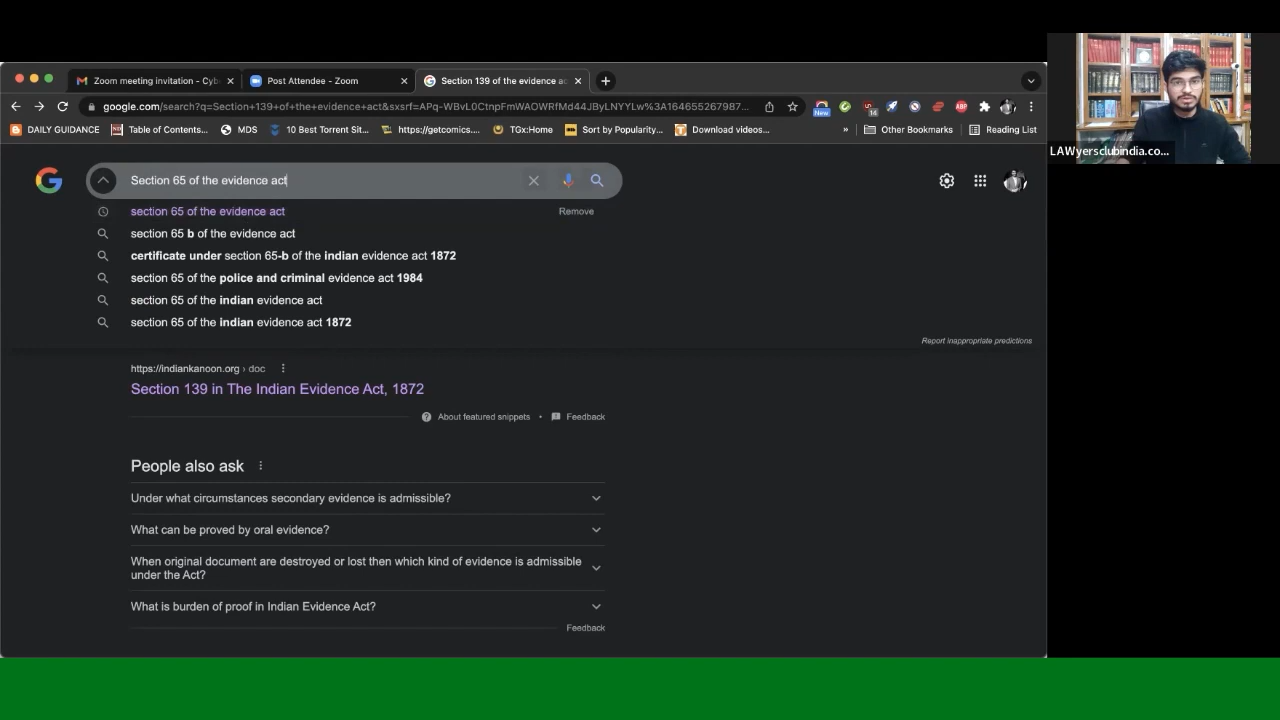 Zoom meeting invitation - Cyb
Post Attendee - Zoom
Section 139 of the evidence ac
google.com/search?q=Section+139+of+the+evidence+act&sxsrf=APq-WBvL0CtnpFmWAOWRfMd44JByLNYYLw%3A164655267987...
New
14
ABP
DAILY GUIDANCE
Table of Contents...
MDS
10 Best Torrent Sit...
https://getcomics....
TGx:Home
Sort by Popularity...
Download videos...
»
Other Bookmarks
Reading List
LAWyersclubindia.co...
Section 65 of the evidence act
section 65 of the evidence act
Remove
section 65 b of the evidence act
certificate under section 65-b of the indian evidence act 1872
section 65 of the police and criminal evidence act 1984
section 65 of the indian evidence act
section 65 of the indian evidence act 1872
Report inappropriate predictions
https://indiankanoon.org › doc
Section 139 in The Indian Evidence Act, 1872
About featured snippets • Feedback
People also ask
Under what circumstances secondary evidence is admissible?
What can be proved by oral evidence?
When original document are destroyed or lost then which kind of evidence is admissible
under the Act?
What is burden of proof in Indian Evidence Act?
Feedback